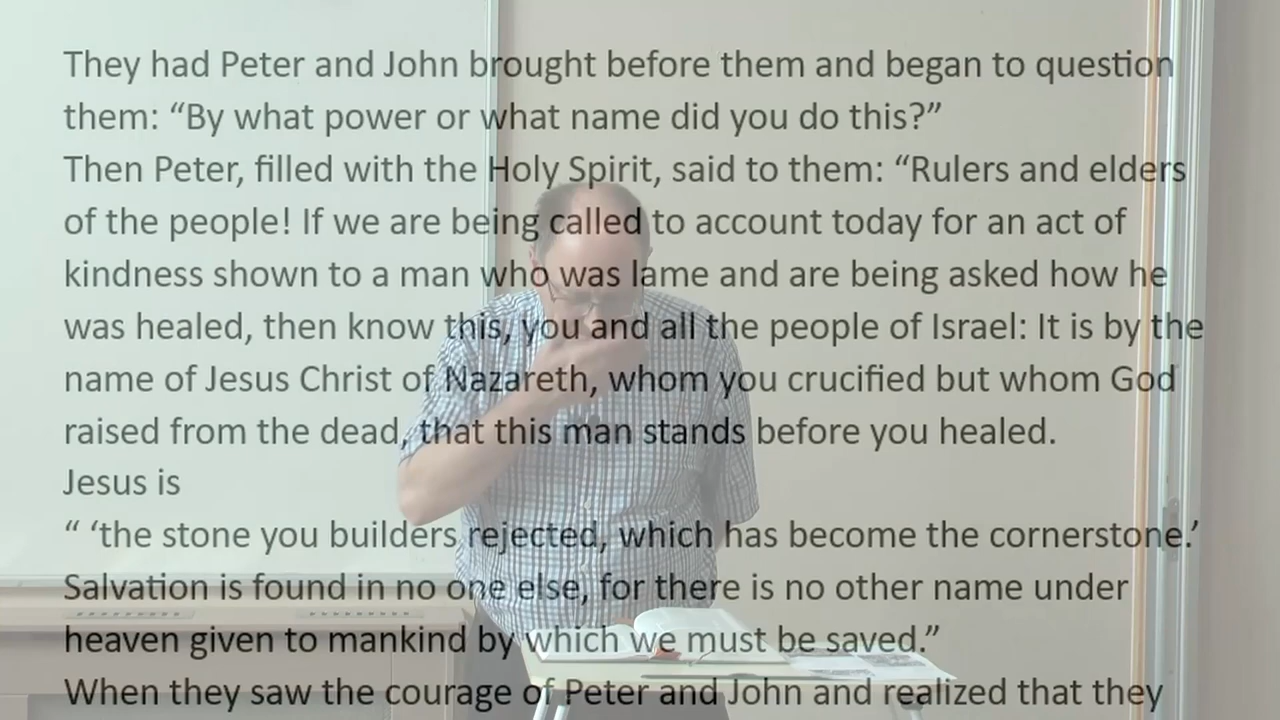 They had Peter and John brought before them and began to question
them: “By what power or what name did you do this?”
Then Peter, filled with the Holy Spirit, said to them: “Rulers and elders
of the people! If we are being called to account today for an act of
kindness shown to a man who was lame and are being asked how he
was healed, then know this, you and all the people of Israel: It is by the
name of Jesus Christ of Nazareth, whom you crucified but whom God
raised from the dead, that this man stands before you healed.
Jesus is
“ ‘the stone you builders rejected, which has become the cornerstone.’
Salvation is found in no one else, for there is no other name under
heaven given to mankind by which we must be saved.”
When they saw the courage of Peter and John and realized that they